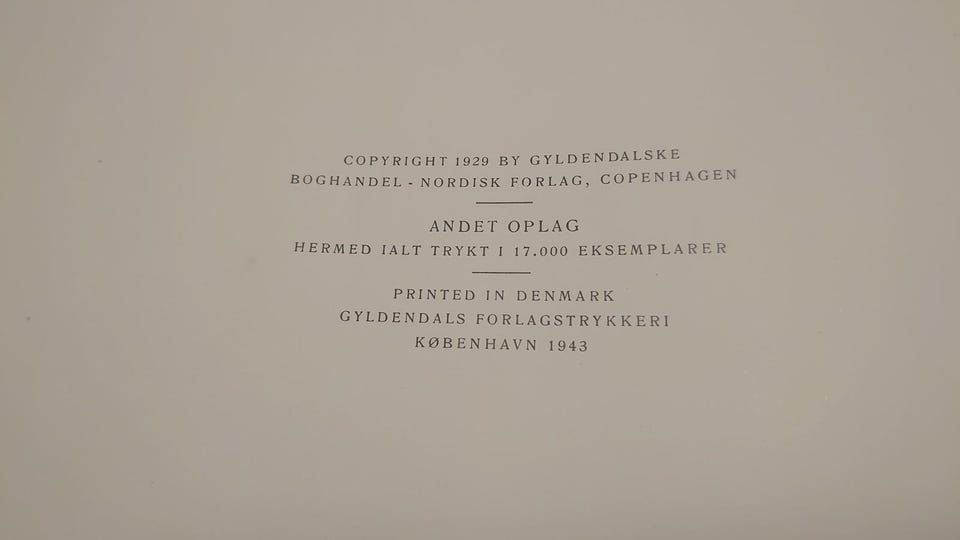 COPYRIGHT 1929 BY GYLDENDALSKE
BOGHANDEL - NORDISK FORLAG, COPENHAGEN
ANDET OPLAG
HERMED IALT TRYKT I 17.000 EKSEMPLARER
PRINTED IN DENMARK
GYLDENDALS FORLAGSTRYKKERI
KØBENHAVN 1943